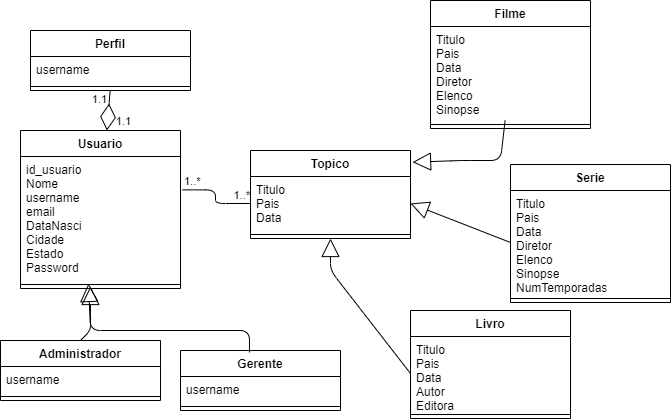 Filme
Titulo
Pais
Data
Diretor
Elenco
Sinopse
Perfil
username
1.1
1.1
Usuario
id_usuario
Nome
username
email
DataNasci
Cidade
Estado
Password
1..*
1..*
Topico
Titulo
Pais
Data
Serie
Titulo
Pais
Data
Diretor
Elenco
Sinopse
NumTemporadas
Livro
Titulo
Pais
Data
Autor
Editora
Administrador
username
Gerente
username